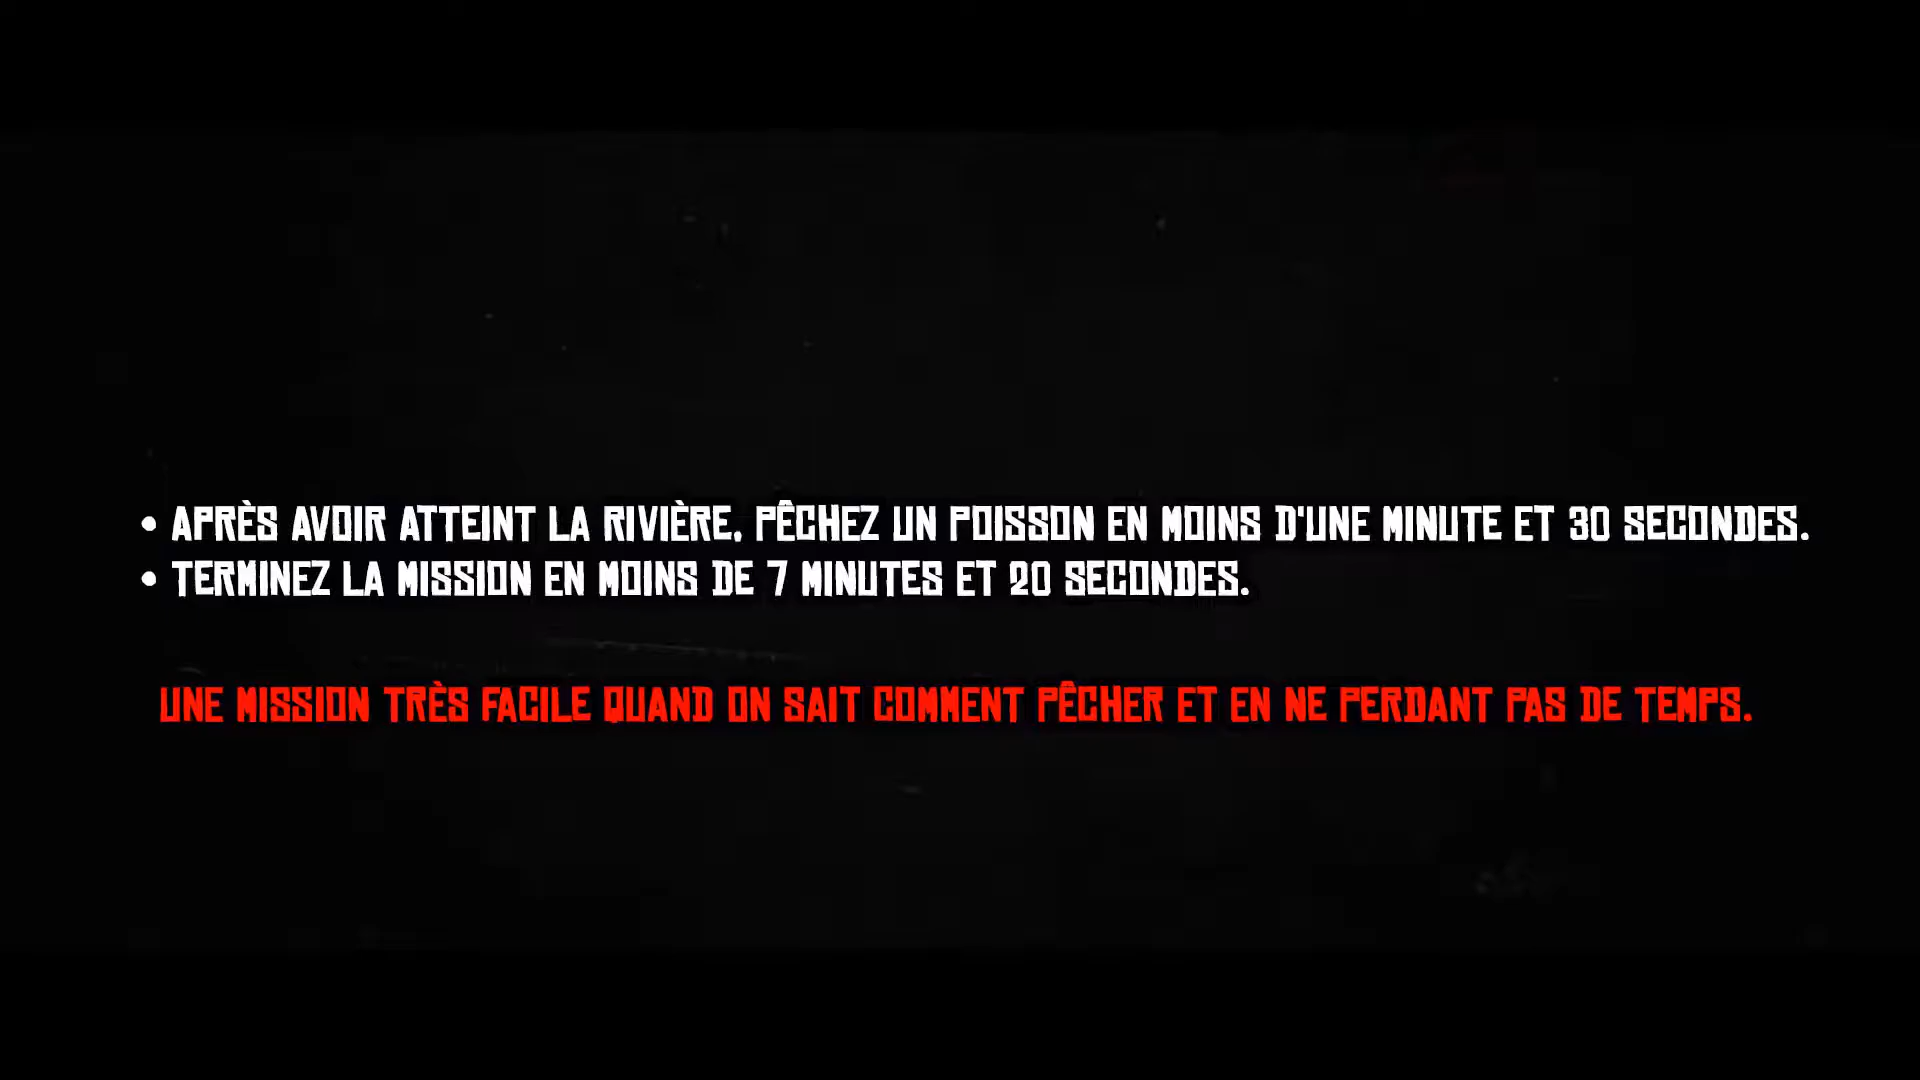 • APRÈS AVOIR ATTEINT LA RIVIÈRE, PÊCHEZ UN POISSON EN MOINS D'UNE MINUTE ET 30 SECONDES.
• TERMINEZ LA MISSION EN MOINS DE 7 MINUTES ET 20 SECONDES.
UNE MISSION TRÈS FACILE QUAND ON SAIT COMMENT PÊCHER ET EN NE PERDANT PAS DE TEMPS.